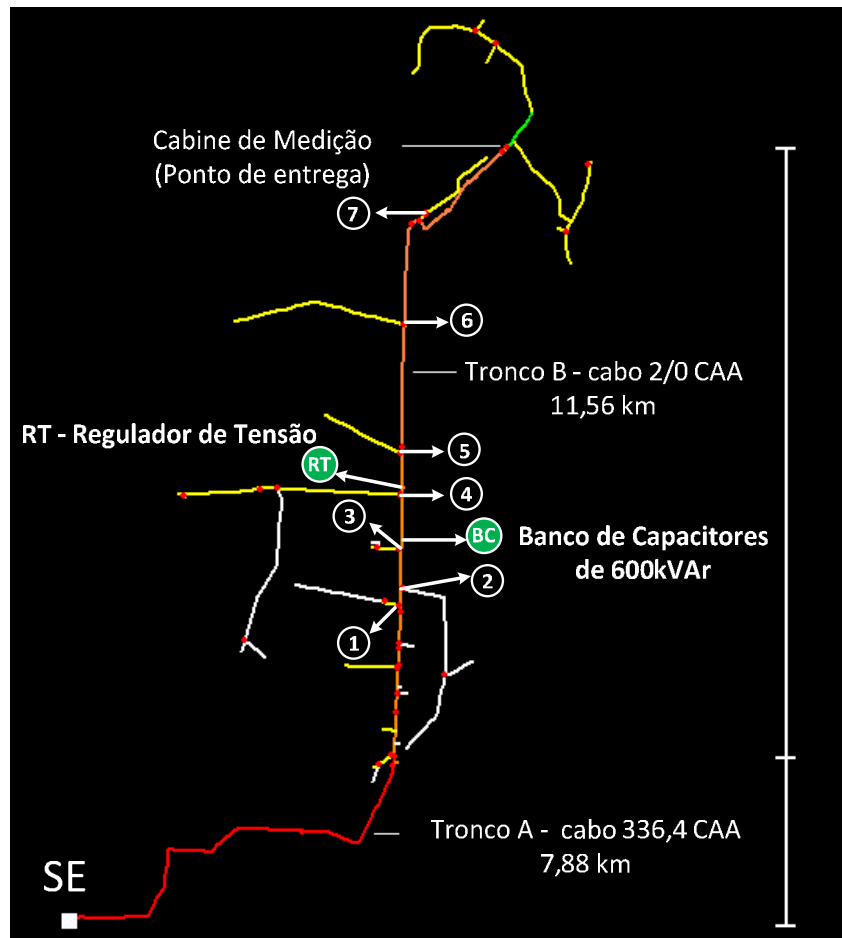 Cabine de Medição
(Ponto de entrega)
7
6
Tronco B - cabo 2/0 CAA
11,56 km
RT - Regulador de Tensão
5
RT
4
3
BC
Banco de Capacitores
de 600kVAr
2
1
Tronco A - cabo 336,4 CAA
7,88 km
SE